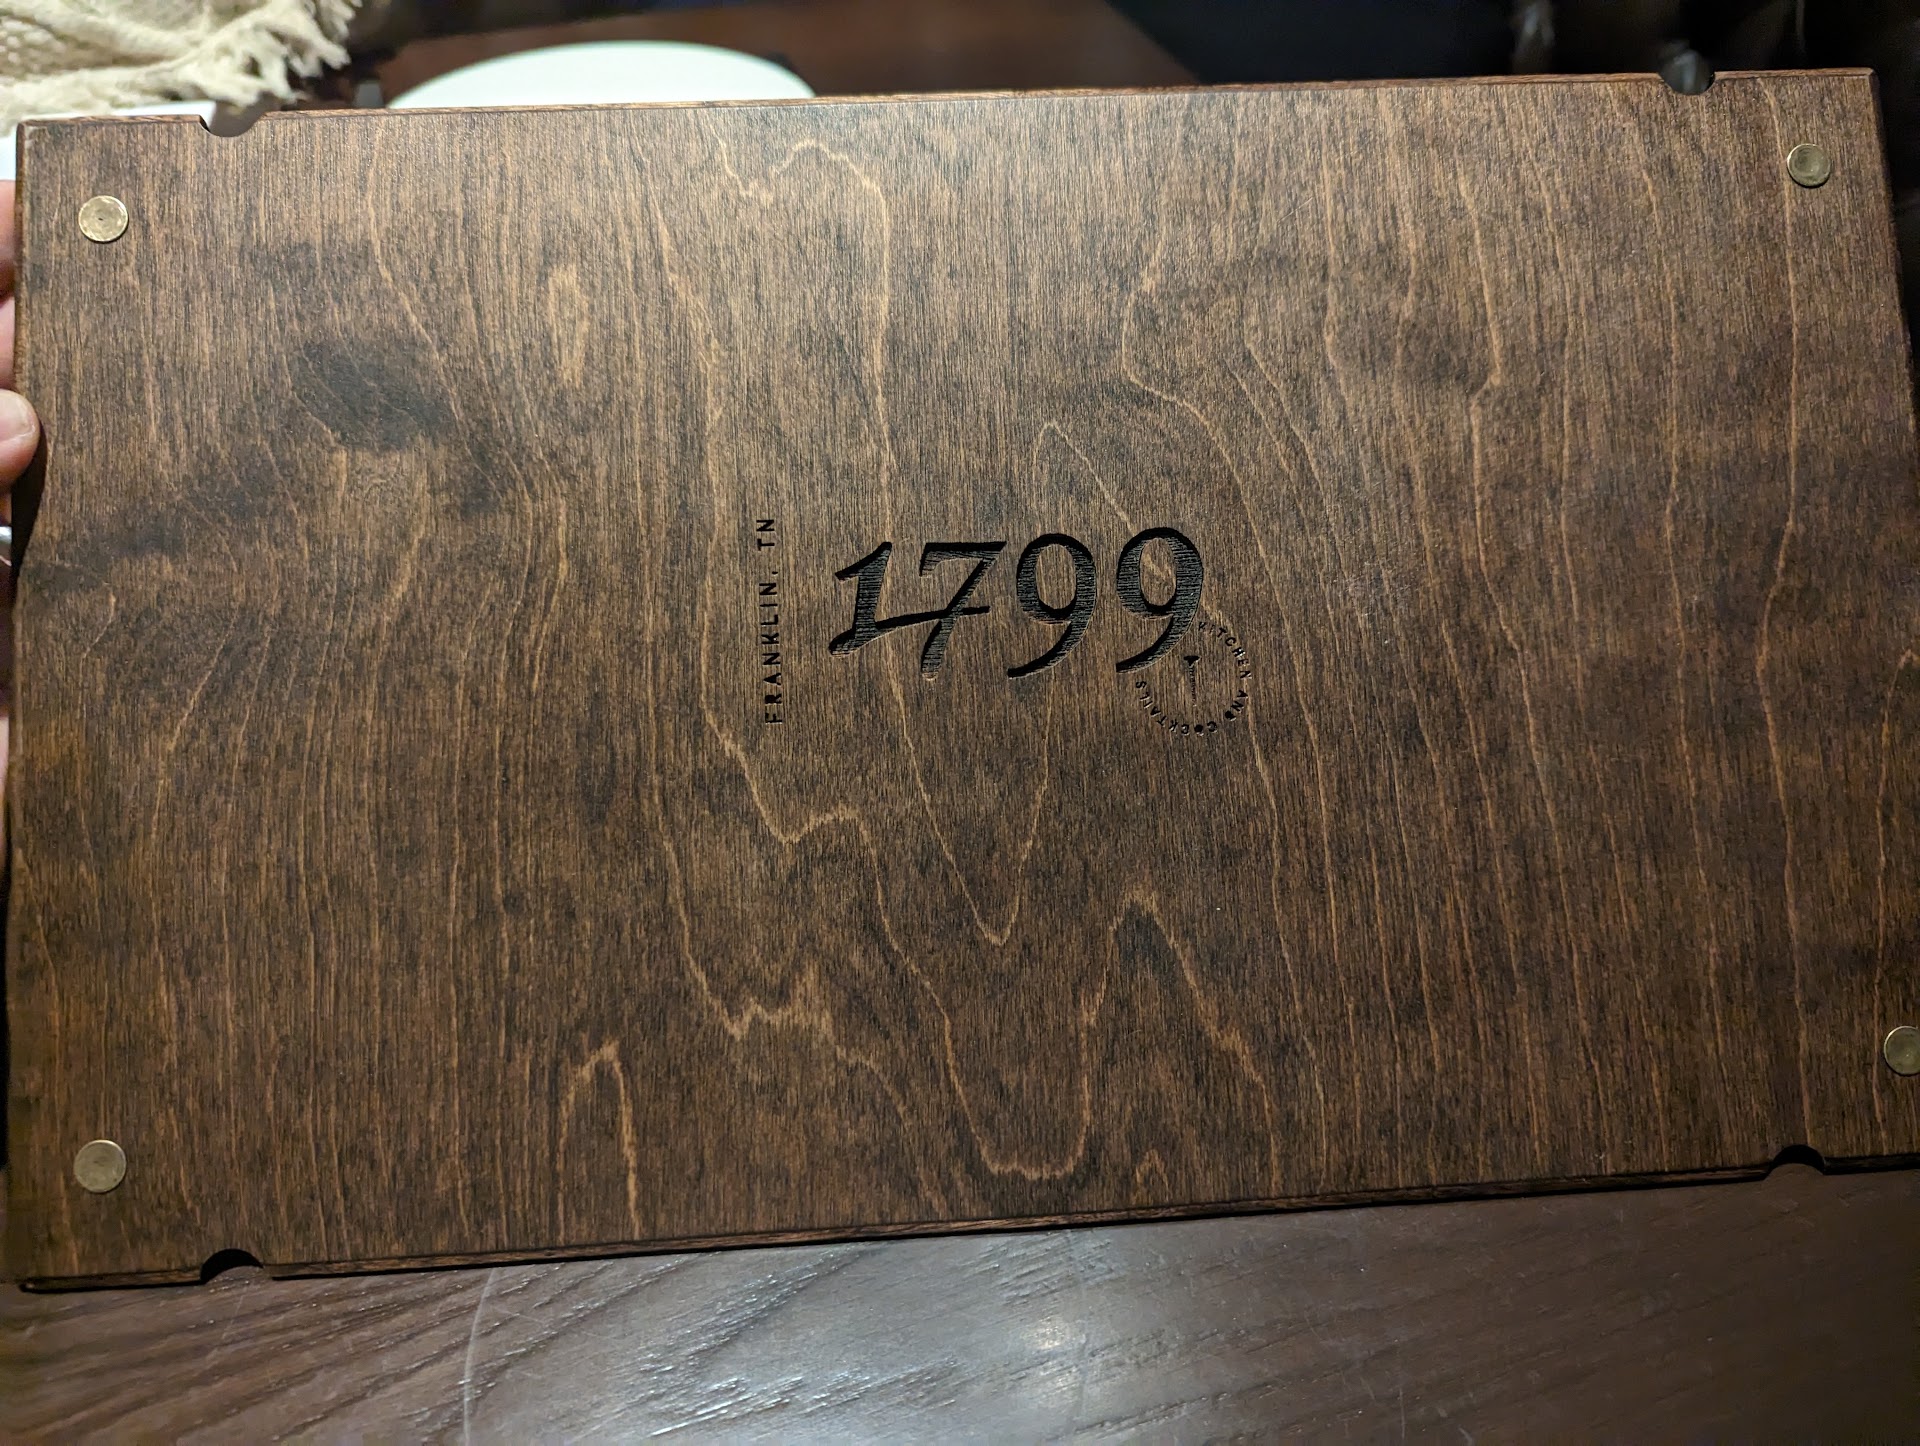 FRANKLIN, TN
1799
KITCHEN AND COCKTAILS